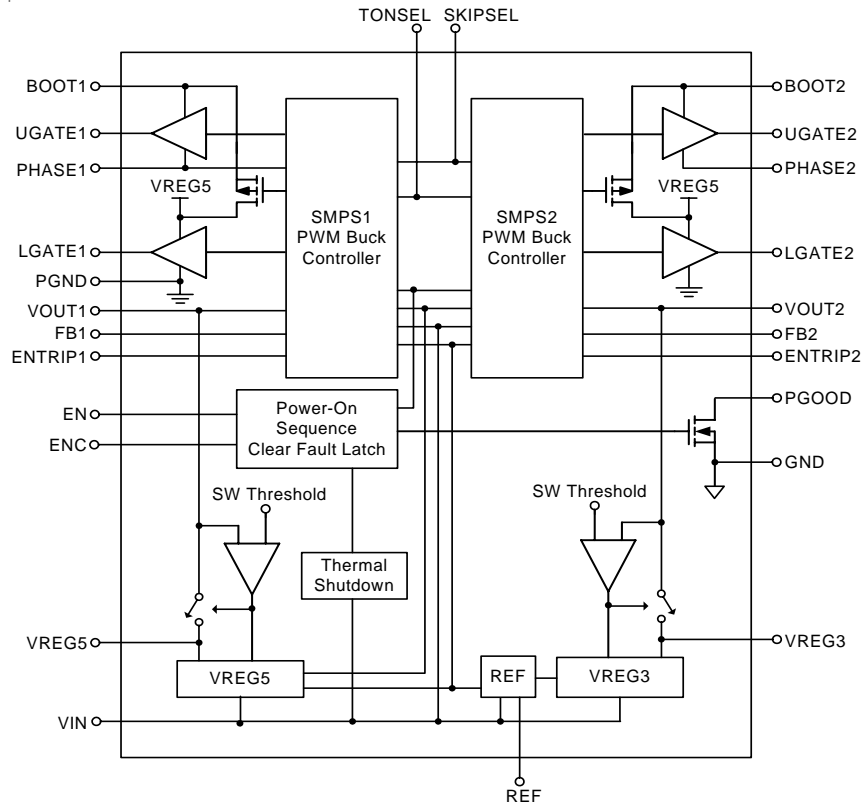 TONSEL SKIPSEL
BOOT1
BOOT2
UGATE1
UGATE2
PHASE1
PHASE2
VREG5
VREG5
SMPS1
PWM Buck
Controller
SMPS2
PWM Buck
Controller
LGATE1
LGATE2
PGND
VOUT1
VOUT2
FB1
FB2
ENTRIP1
ENTRIP2
EN
ENC
Power-On
Sequence
Clear Fault Latch
PGOOD
GND
SW Threshold
SW Threshold
Thermal
Shutdown
VREG5
VREG3
VREG5
REF
VREG3
VIN
REF